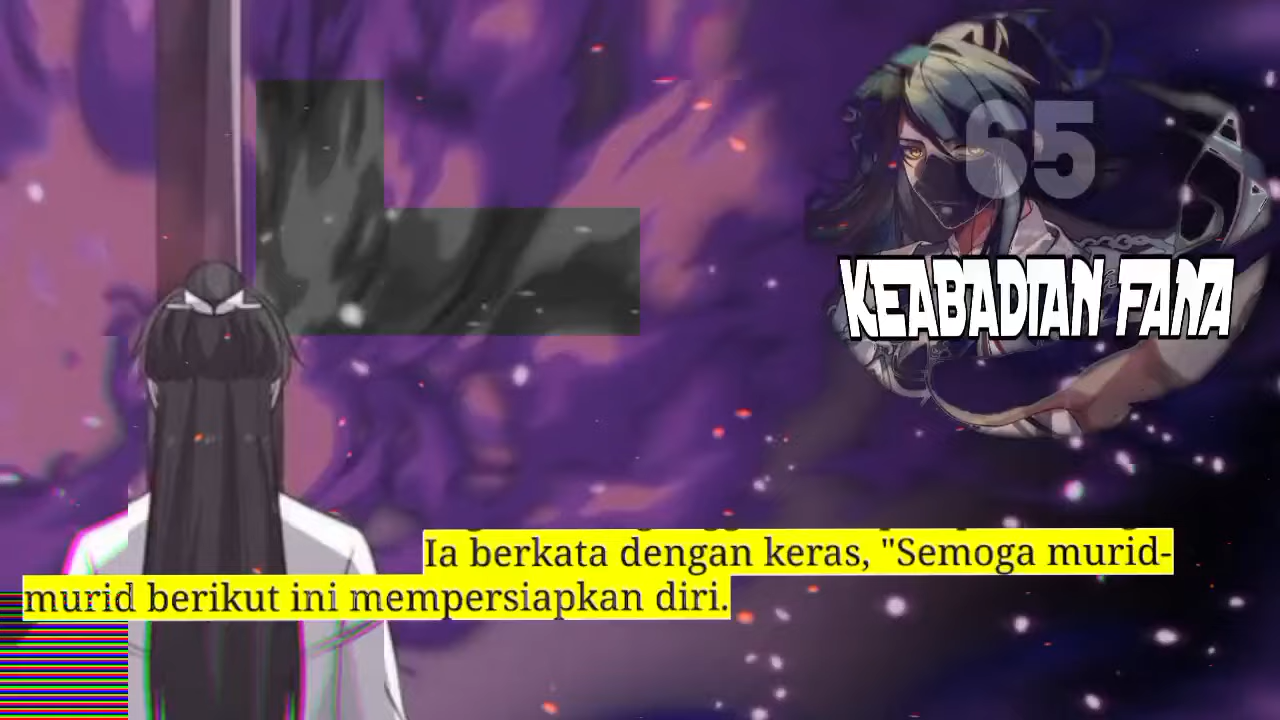 65
KEABADIAN FANA
Ia berkata dengan keras, "Semoga murid-
murid berikut ini mempersiapkan diri.